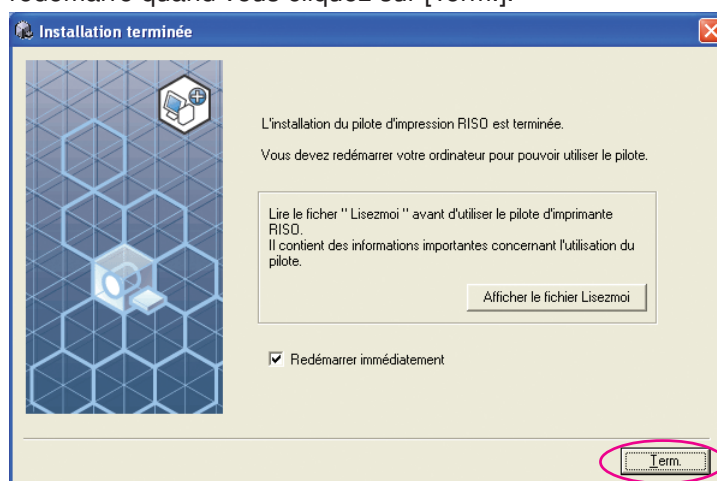 redémarre quand vous cliquez sur [Term.].
Installation terminée
L'installation du pilote d'impression RISO est terminée.
Vous devez redémarrer votre ordinateur pour pouvoir utiliser le pilote.
Lire le ficher " Lisezmoi " avant d'utiliser le pilote d'imprimante
RISO.
Il contient des informations importantes concernant l'utilisation du
pilote.
Afficher le fichier Lisezmoi
Redémarrer immédiatement
Term.